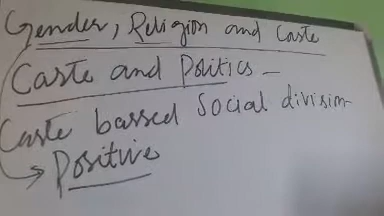 Gender, Religion and Caste
Caste and Politics -
Caste bassed Social division-
Positive